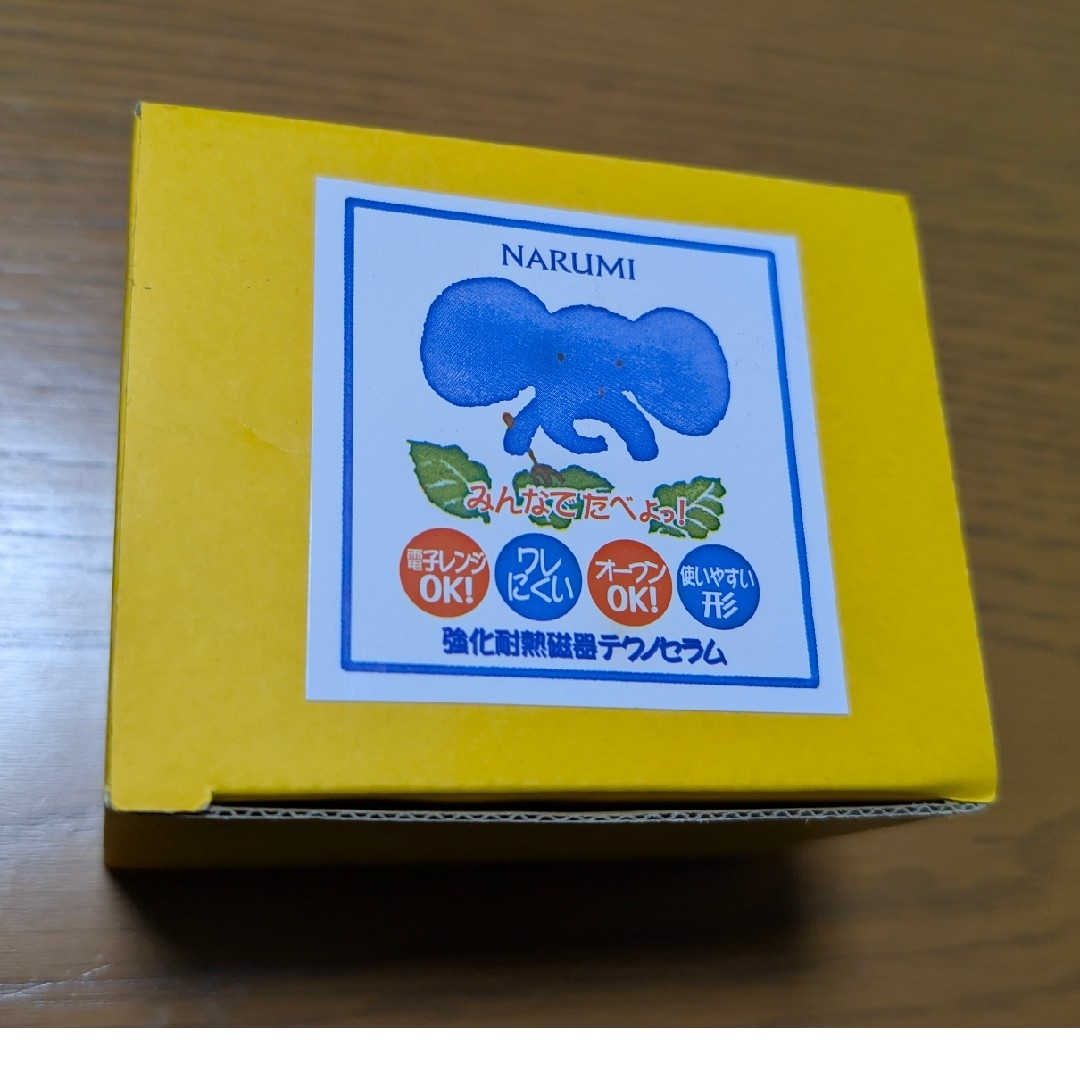 NARUMI
みんなでたべよっ!
電子レンジ
OK!
ワレ
にくい
オーブン
OK!
使いやすい
形
強化耐熱磁器テクノセラム